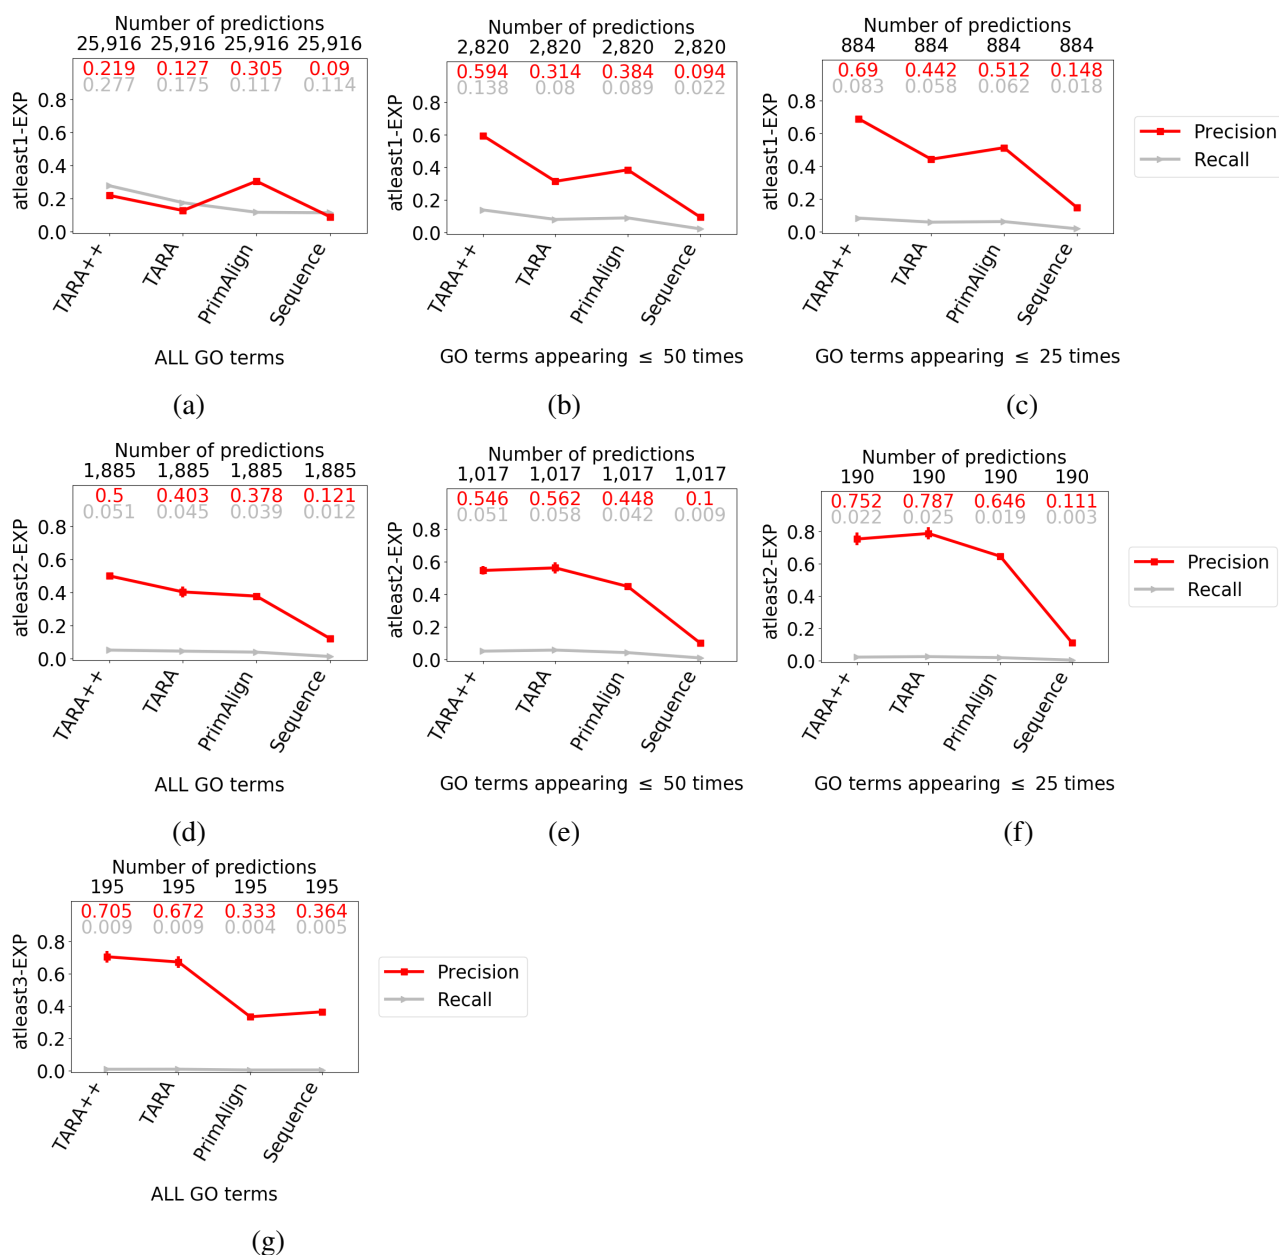 Number of predictions
25,916 25,916 25,916 25,916
0.219 0.127 0.305 0.09
0.277 0.175 0.117 0.114
atleast1-EXP
0.8
0.6
0.4
0.2
0.0
TARA++
TARA
PrimAlign
Sequence
ALL GO terms
(a)
Number of predictions
2,820 2,820 2,820 2,820
0.594 0.314 0.384 0.094
0.138 0.08 0.089 0.022
atleast1-EXP
0.8
0.6
0.4
0.2
0.0
TARA++
TARA
PrimAlign
Sequence
GO terms appearing ≤ 50 times
(b)
Number of predictions
884 884 884 884
0.69 0.442 0.512 0.148
0.083 0.058 0.062 0.018
atleast1-EXP
0.8
0.6
0.4
0.2
0.0
TARA++
TARA
PrimAlign
Sequence
GO terms appearing ≤ 25 times
(c)
Precision
Recall
Number of predictions
1,885 1,885 1,885 1,885
0.5 0.403 0.378 0.121
0.051 0.045 0.039 0.012
atleast2-EXP
0.8
0.6
0.4
0.2
0.0
TARA++
TARA
PrimAlign
Sequence
ALL GO terms
(d)
Number of predictions
1,017 1,017 1,017 1,017
0.546 0.562 0.448 0.1
0.051 0.058 0.042 0.009
atleast2-EXP
0.8
0.6
0.4
0.2
0.0
TARA++
TARA
PrimAlign
Sequence
GO terms appearing ≤ 50 times
(e)
Number of predictions
190 190 190 190
0.752 0.787 0.646 0.111
0.022 0.025 0.019 0.003
atleast2-EXP
0.8
0.6
0.4
0.2
0.0
TARA++
TARA
PrimAlign
Sequence
GO terms appearing ≤ 25 times
(f)
Precision
Recall
Number of predictions
195 195 195 195
0.705 0.672 0.333 0.364
0.009 0.009 0.004 0.005
atleast3-EXP
0.8
0.6
0.4
0.2
0.0
TARA++
TARA
PrimAlign
Sequence
ALL GO terms
(g)
Precision
Recall